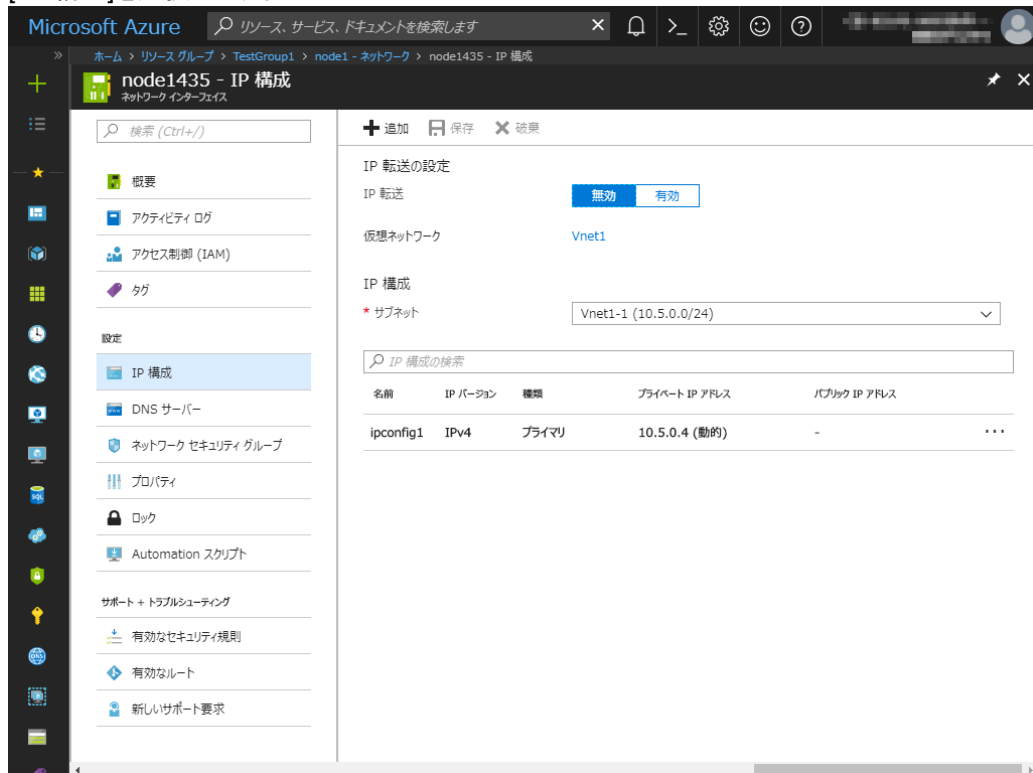 Microsoft Azure
リソース、サービス、ドキュメントを検索します
ホーム > リソース グループ > TestGroup1 > node1 - ネットワーク > node1435 - IP 構成
node1435 - IP 構成
ネットワーク インターフェイス
検索 (Ctrl+/)
概要
アクティビティ ログ
アクセス制御 (IAM)
タグ
設定
IP 構成
DNS サーバー
ネットワーク セキュリティ グループ
プロパティ
ロック
Automation スクリプト
サポート + トラブルシューティング
有効なセキュリティ規則
有効なルート
新しいサポート要求
追加 保存 破棄
IP 転送の設定
IP 転送 無効 有効
仮想ネットワーク Vnet1
IP 構成
* サブネット Vnet1-1 (10.5.0.0/24)
IP 構成の検索
名前 IP バージョン 種類 プライベート IP アドレス パブリック IP アドレス
ipconfig1 IPv4 プライマリ 10.5.0.4 (動的) - ...